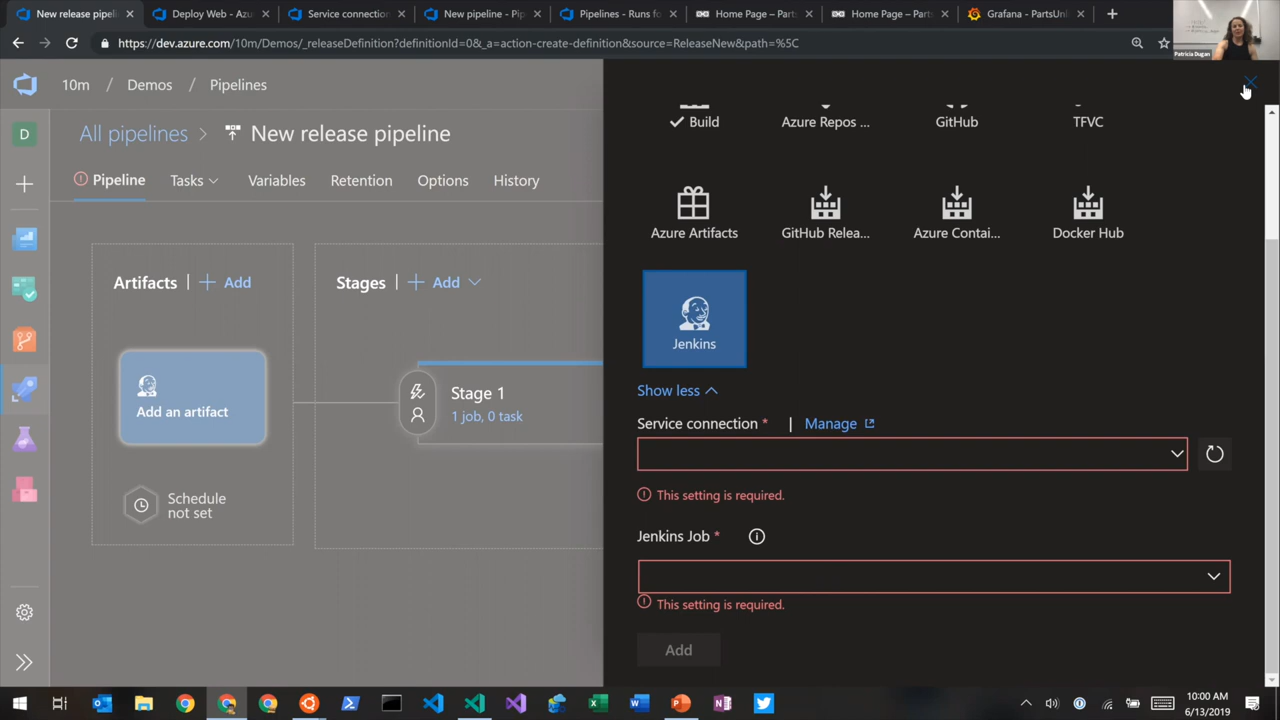 New release pipeline
Deploy Web - Azu
Service connection
New pipeline - Pip
Pipelines - Runs fo
Home Page – Parts
Home Page – Parts
Grafana - PartsUnl
https://dev.azure.com/10m/Demos/_releaseDefinition?definitionId=0&_a=action-create-definition&source=ReleaseNew&path=%5C
Patricia Dugan
10m / Demos / Pipelines
D
All pipelines > New release pipeline
Pipeline Tasks Variables Retention Options History
Artifacts | + Add
Stages | + Add
Add an artifact
Schedule
not set
Stage 1
1 job, 0 task
Build
Azure Repos ...
GitHub
TFVC
Azure Artifacts
GitHub Relea...
Azure Contai...
Docker Hub
Jenkins
Show less
Service connection * | Manage
This setting is required.
Jenkins Job *
This setting is required.
Add
10:00 AM
6/13/2019